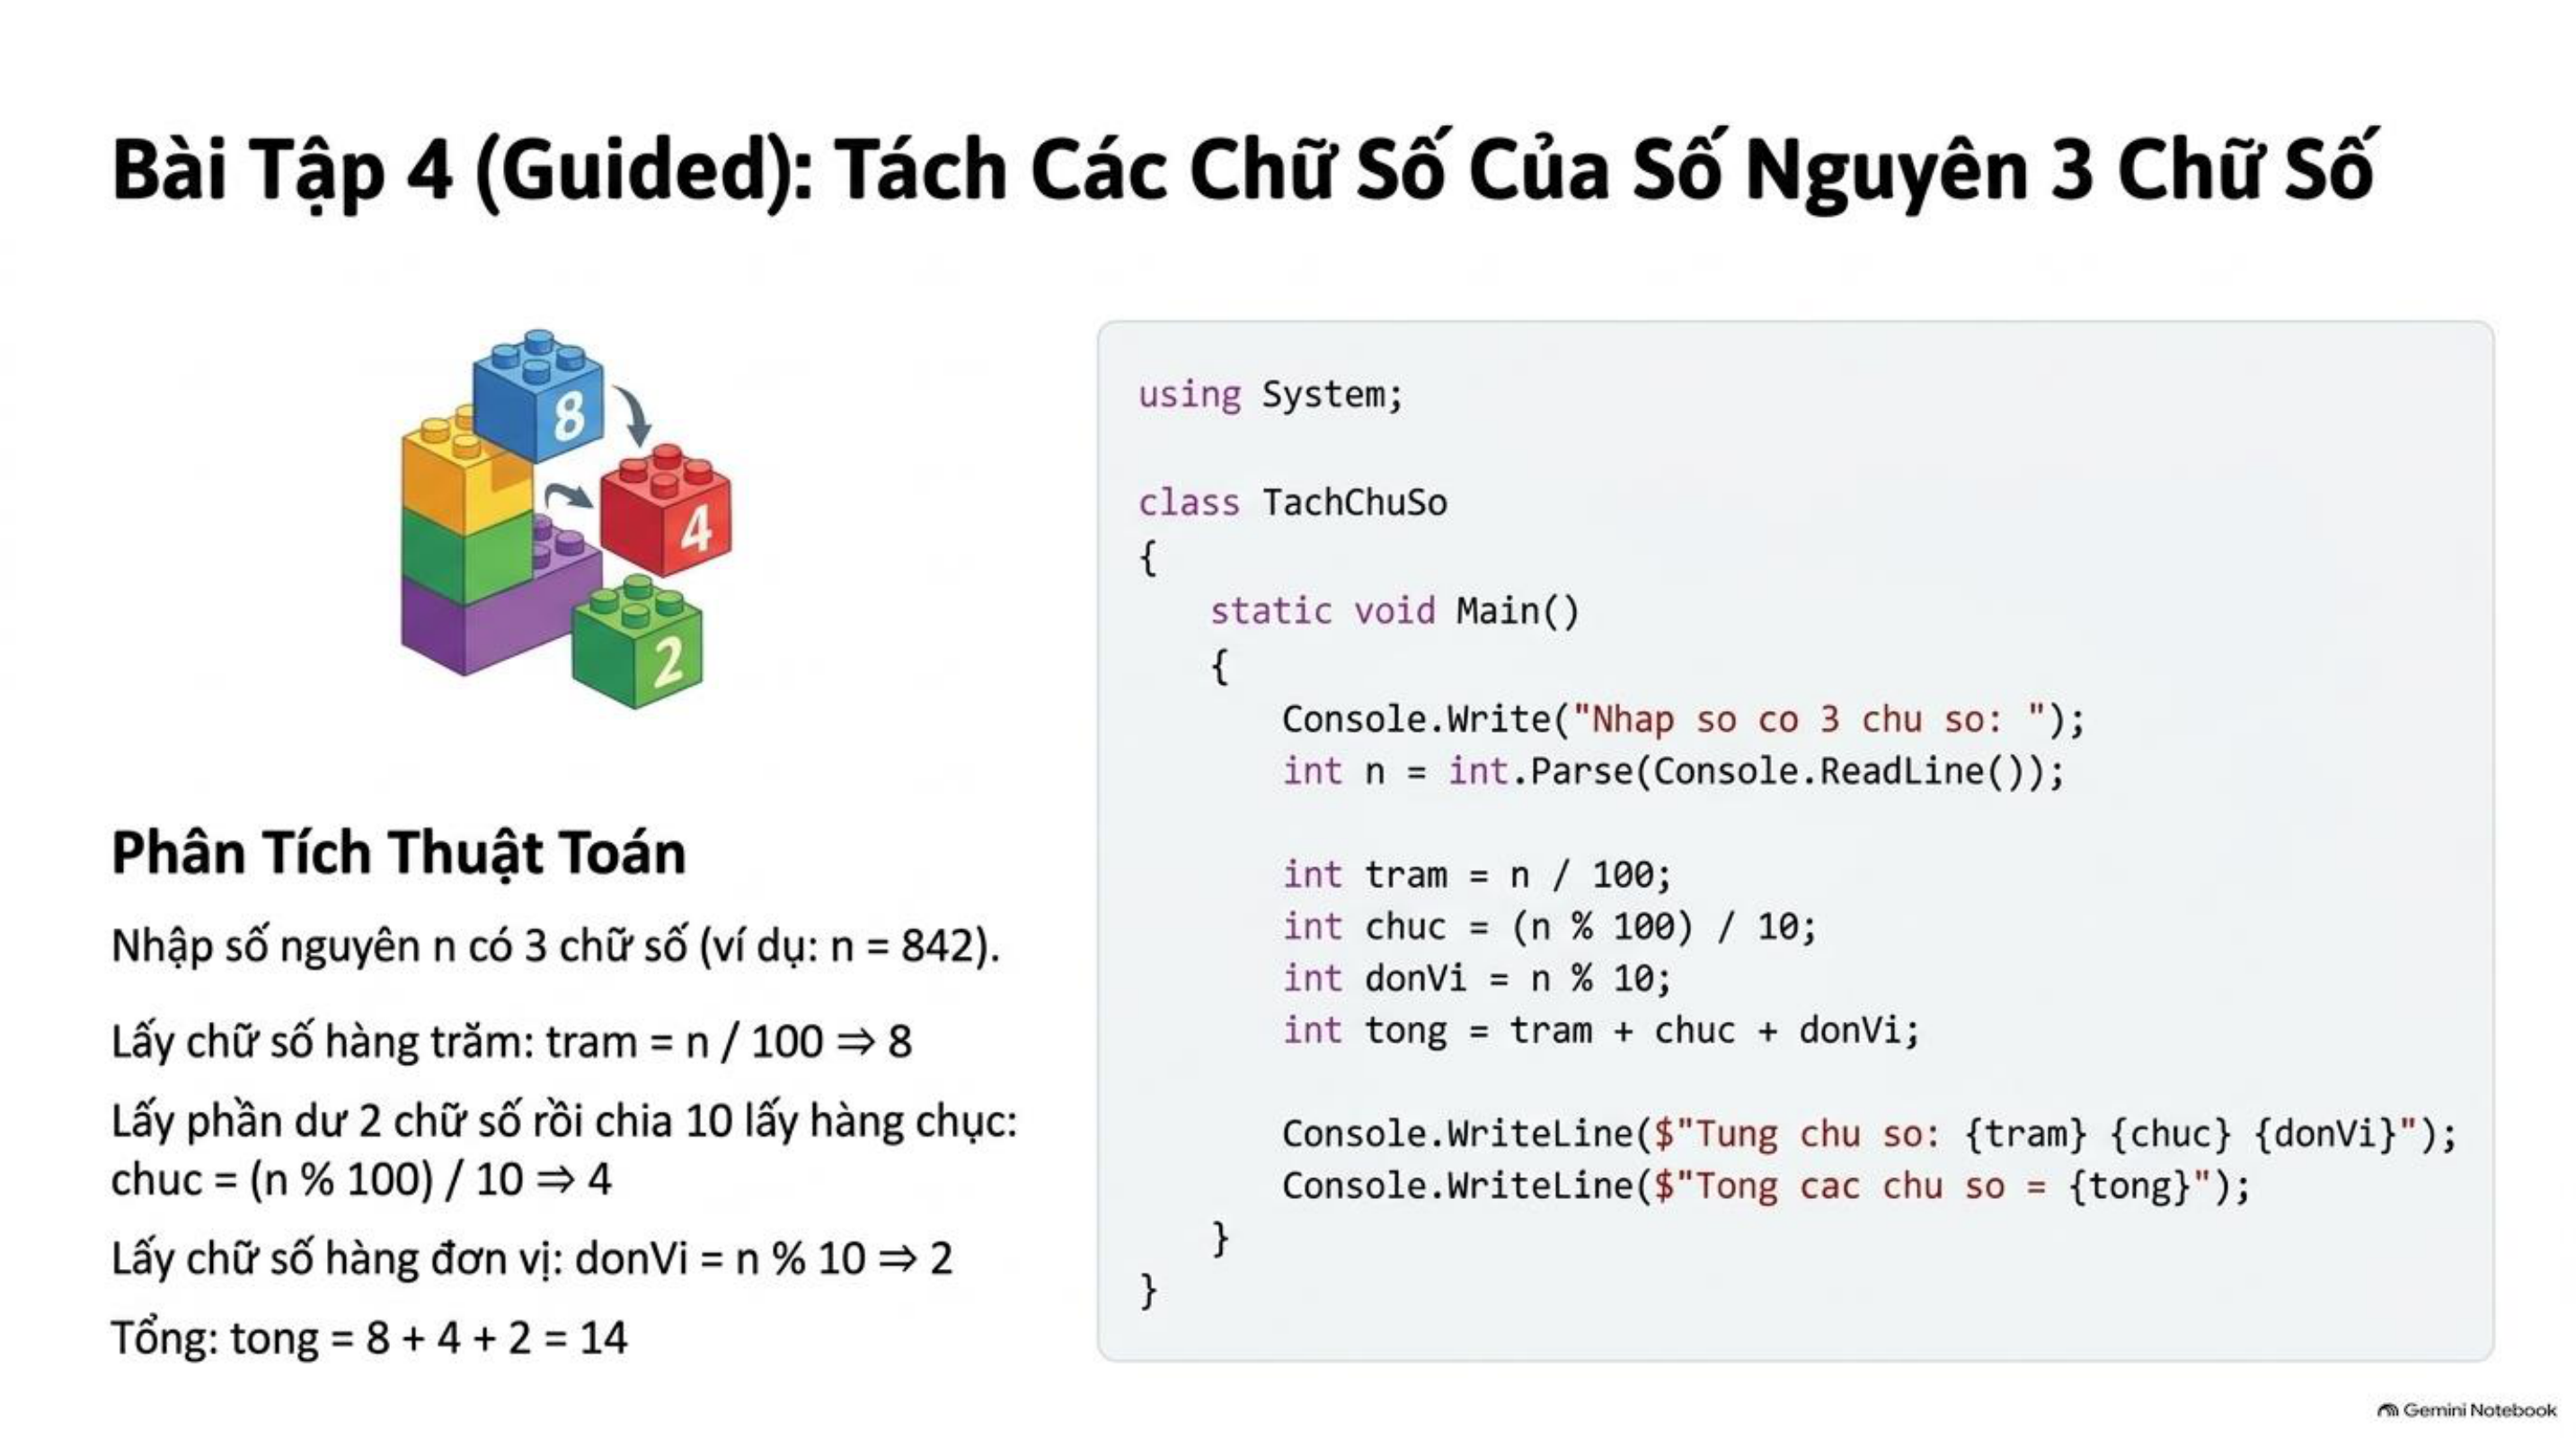 Bài Tập 4 (Guided): Tách Các Chữ Số Của Số Nguyên 3 Chữ Số
8
4
2
Phân Tích Thuật Toán
Nhập số nguyên n có 3 chữ số (ví dụ: n = 842).
Lấy chữ số hàng trăm: tram = n / 100 ⇒ 8
Lấy phần dư 2 chữ số rồi chia 10 lấy hàng chục:
chuc = (n % 100) / 10 ⇒ 4
Lấy chữ số hàng đơn vị: donVi = n % 10 ⇒ 2
Tổng: tong = 8 + 4 + 2 = 14
using System;
class TachChuSo
{
static void Main()
{
Console.Write("Nhap so co 3 chu so: ");
int n = int.Parse(Console.ReadLine());
int tram = n / 100;
int chuc = (n % 100) / 10;
int donVi = n % 10;
int tong = tram + chuc + donVi;
Console.WriteLine($"Tung chu so: {tram} {chuc} {donVi}");
Console.WriteLine($"Tong cac chu so = {tong}");
}
}
Gemini Notebook